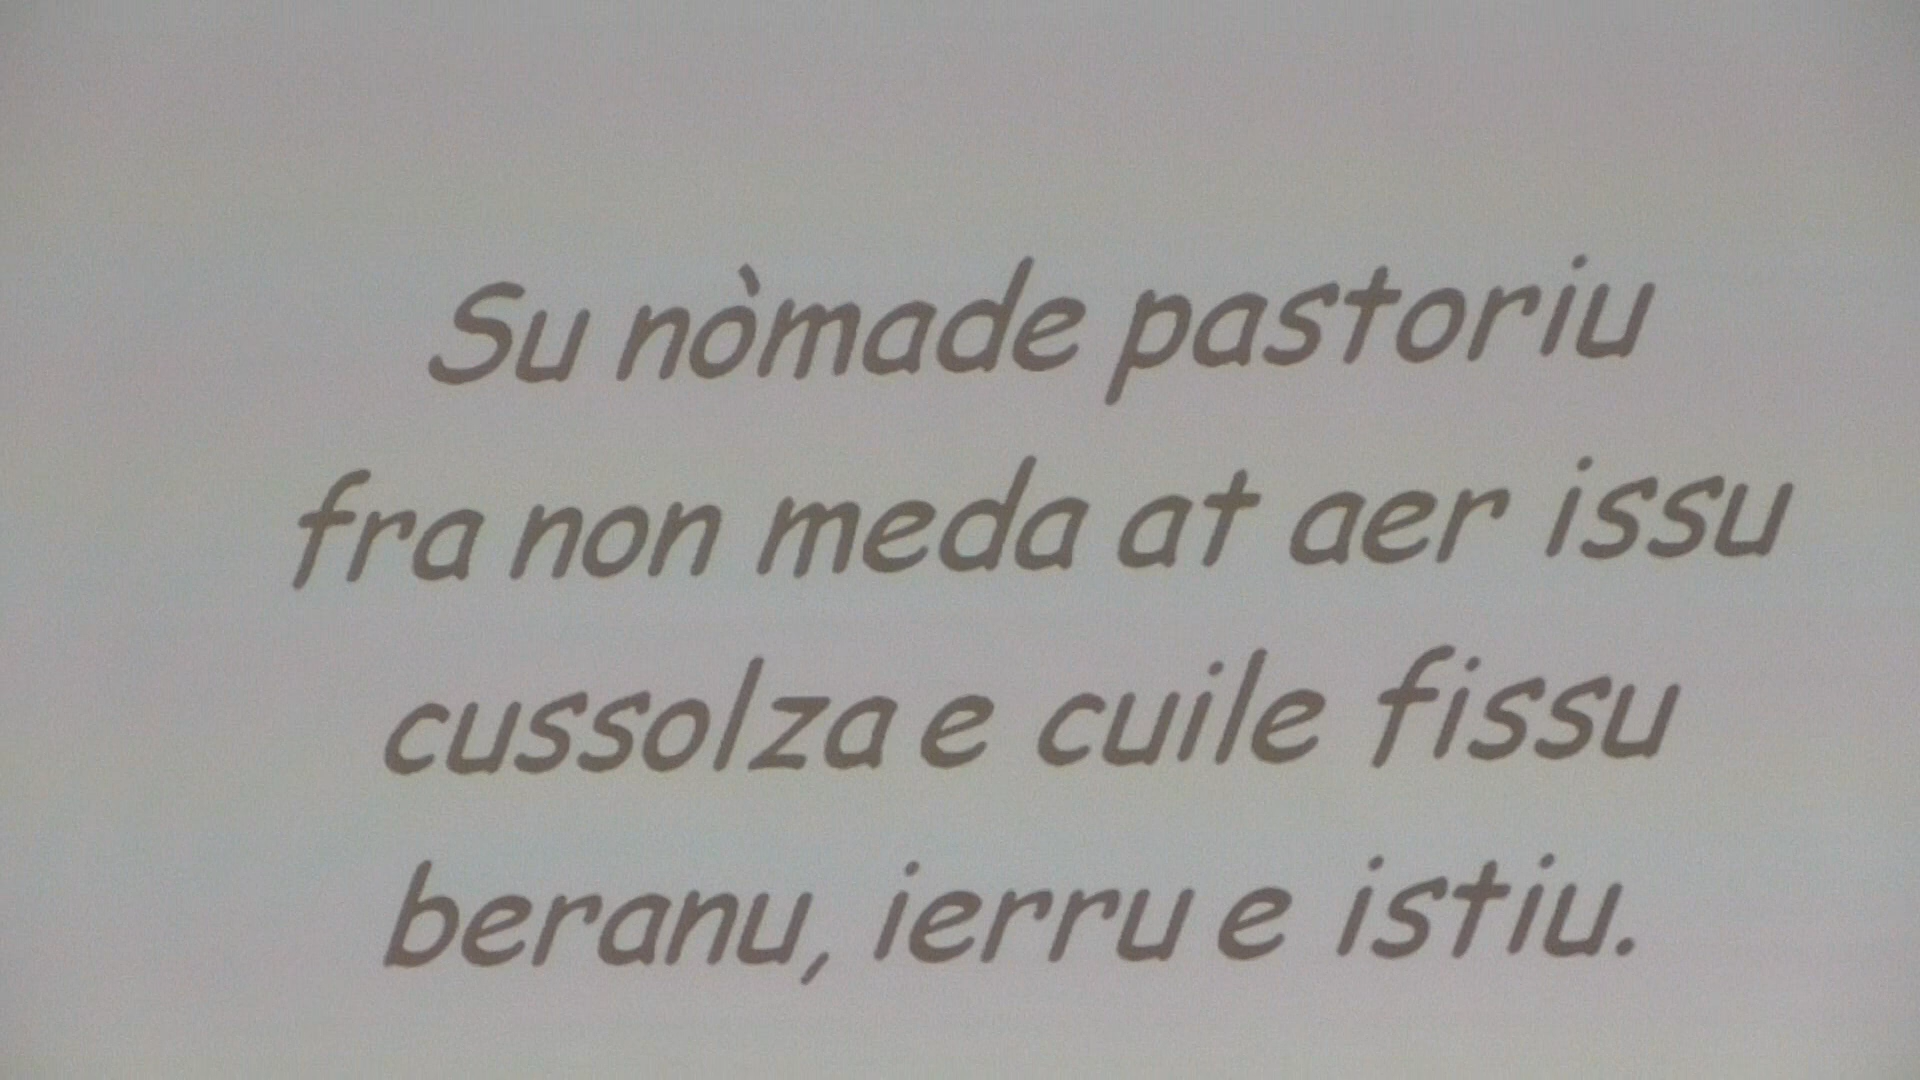 Su nòmade pastoriu
fra non meda at aer issu
cussolza e cuile fissu
beranu, ierru e istiu.